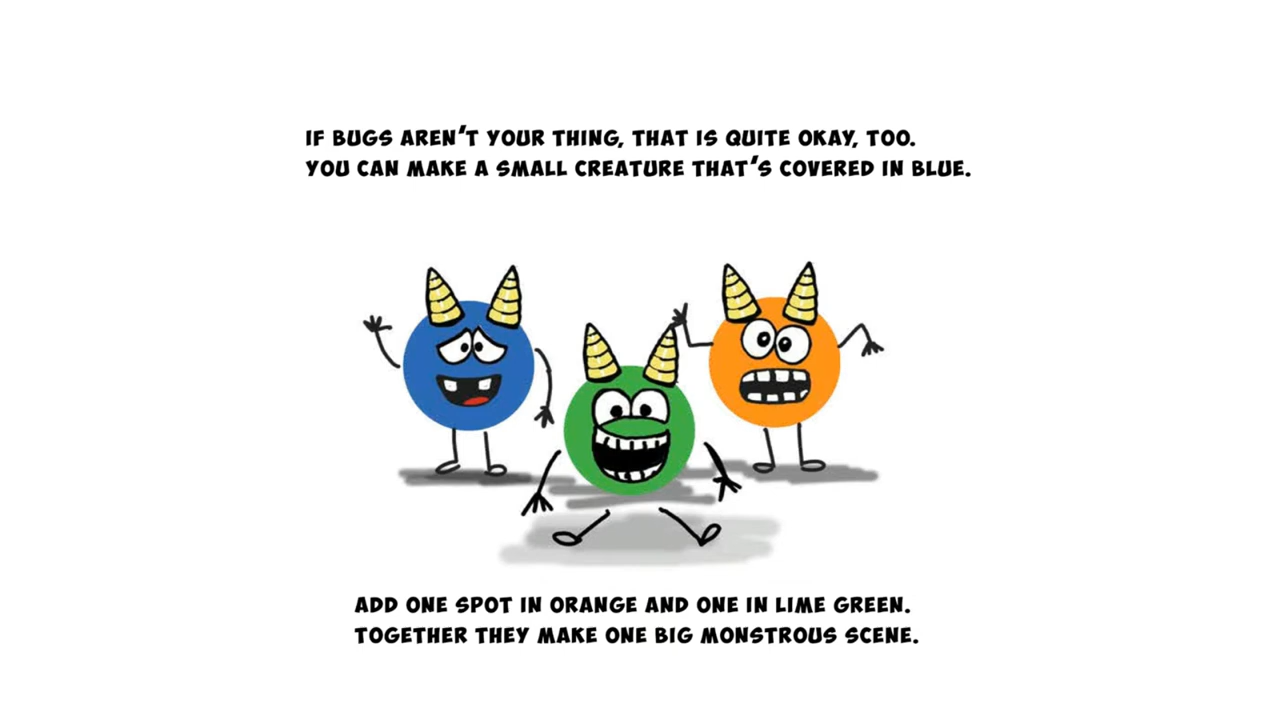 IF BUGS AREN'T YOUR THING, THAT IS QUITE OKAY, TOO.
YOU CAN MAKE A SMALL CREATURE THAT'S COVERED IN BLUE.
ADD ONE SPOT IN ORANGE AND ONE IN LIME GREEN.
TOGETHER THEY MAKE ONE BIG MONSTROUS SCENE.